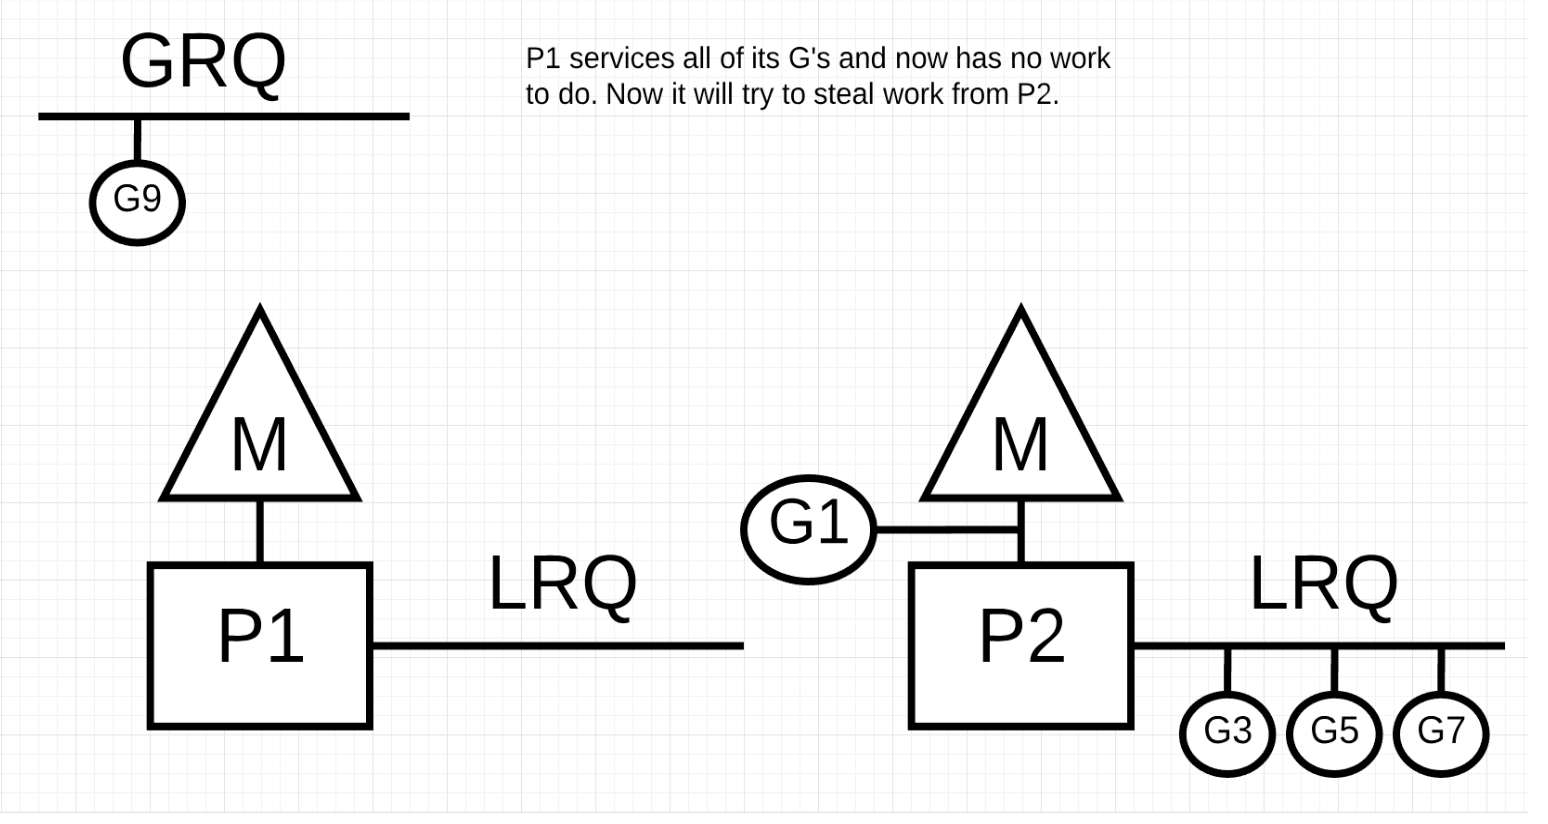 GRQ
P1 services all of its G's and now has no work
to do. Now it will try to steal work from P2.
G9
M
M
G1
LRQ
LRQ
P1
P2
G3
G5
G7